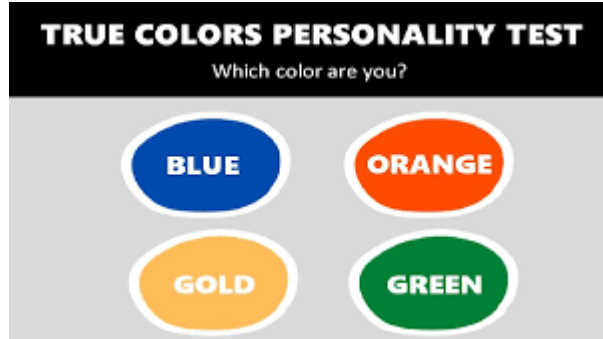 TRUE COLORS PERSONALITY TEST
Which color are you?
BLUE
ORANGE
GOLD
GREEN